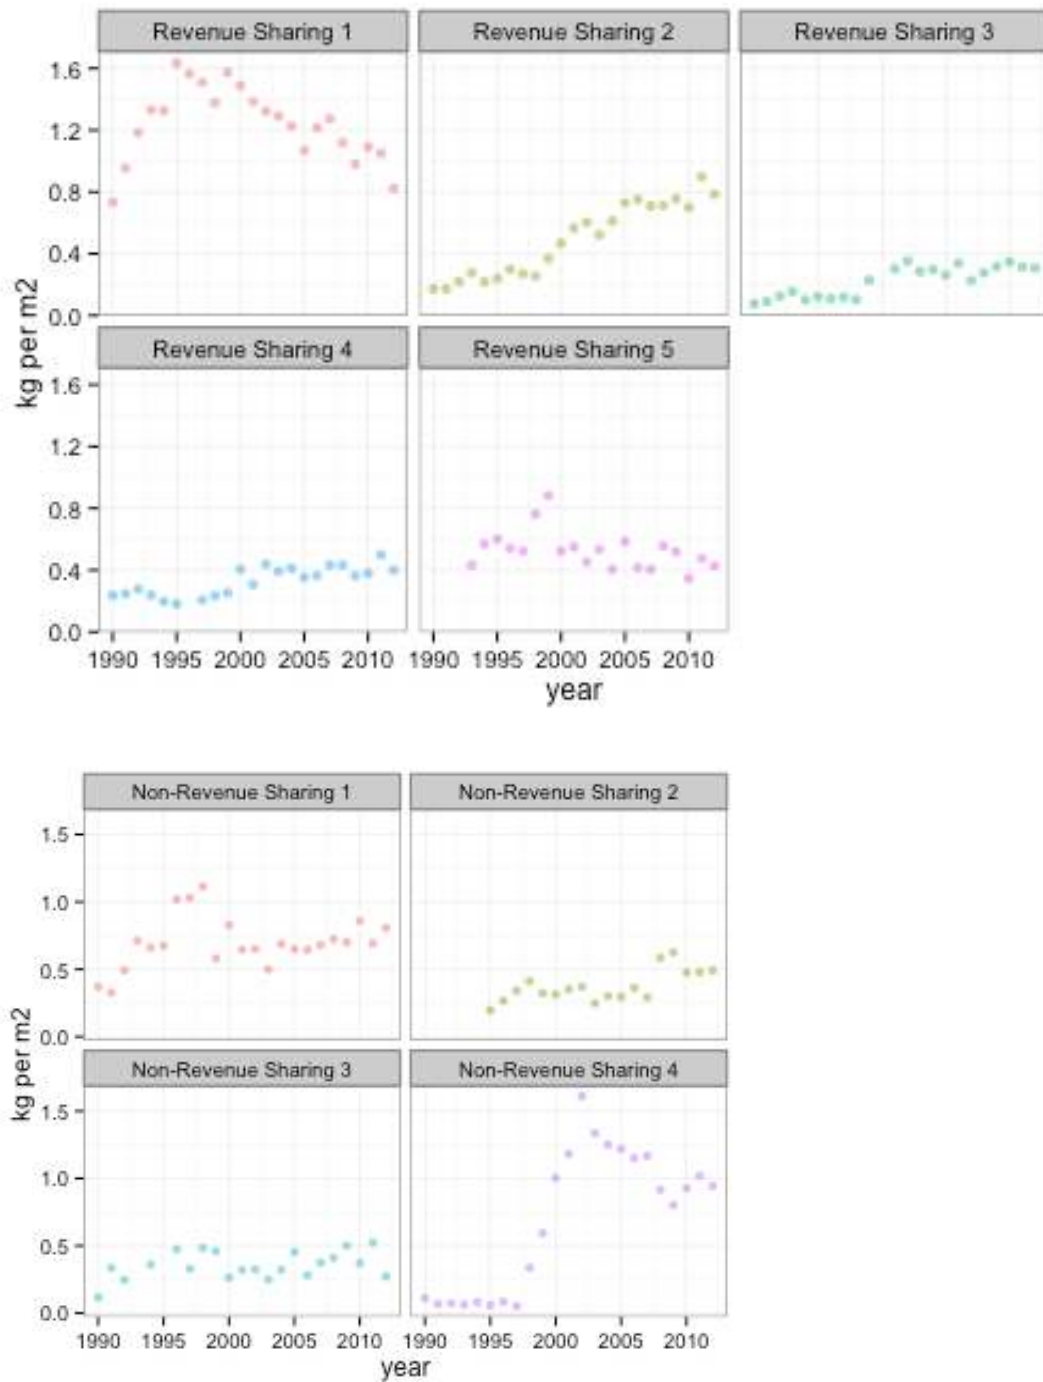 Revenue Sharing 1 Revenue Sharing 2 Revenue Sharing 3
1.6
1.2
0.8
0.4
0.0
kg per m2
Revenue Sharing 4 Revenue Sharing 5
1.6
1.2
0.8
0.4
0.0
1990 1995 2000 2005 2010 1990 1995 2000 2005 2010
year
Non-Revenue Sharing 1 Non-Revenue Sharing 2
1.5
1.0
0.5
0.0
kg per m2
Non-Revenue Sharing 3 Non-Revenue Sharing 4
1.5
1.0
0.5
0.0
1990 1995 2000 2005 2010 1990 1995 2000 2005 2010
year